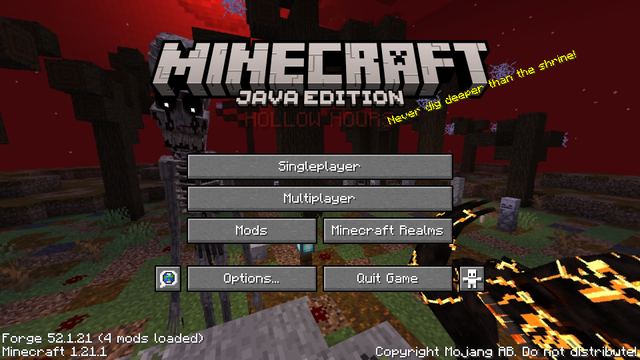 MINECRAFT
JAVA EDITION
HOLLOW HOUR
Never dig deeper than the shrine!
Singleplayer
Multiplayer
Mods
Minecraft Realms
Options...
Quit Game
Forge 52.1.21 (4 mods loaded)
Minecraft 1.21.1
Copyright Mojang AB. Do not distribute!